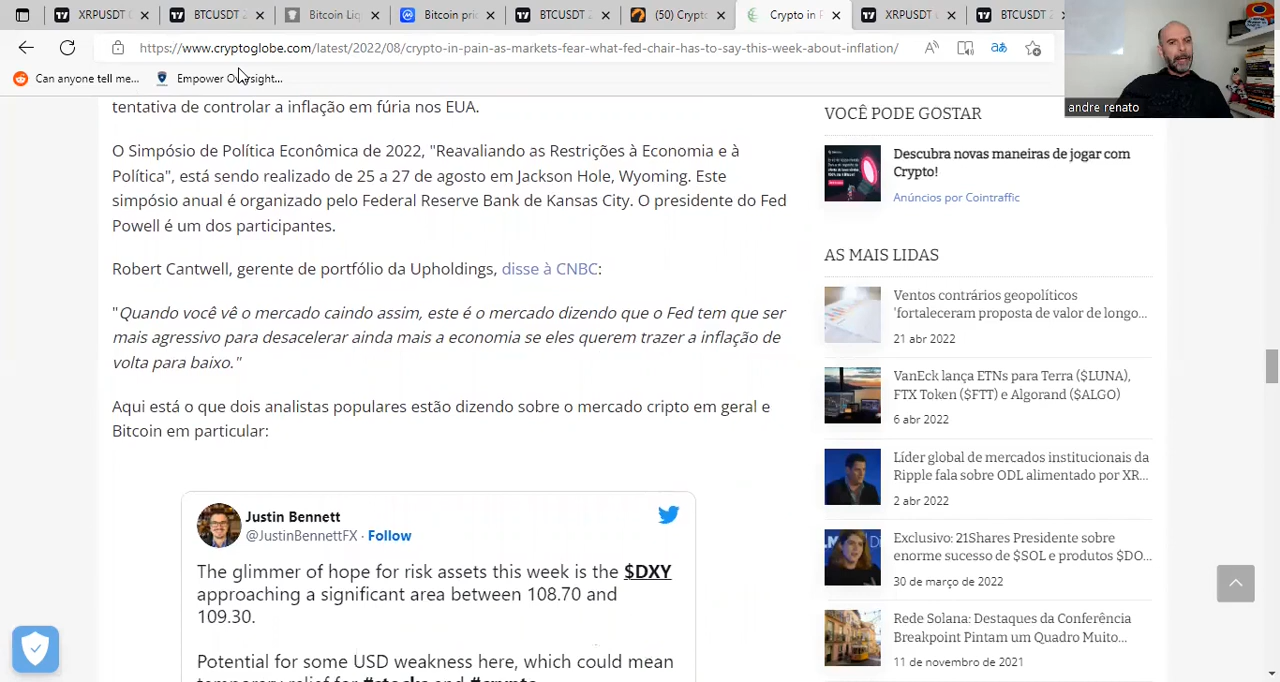 XRPUSDT
BTCUSDT 2
Bitcoin Liq
Bitcoin pri
BTCUSDT 2
(50) Crypto
Crypto in P
XRPUSDT
BTCUSDT 2
https://www.cryptoglobe.com/latest/2022/08/crypto-in-pain-as-markets-fear-what-fed-chair-has-to-say-this-week-about-inflation/
Can anyone tell me...
Empower Oversight...
andre renato
tentativa de controlar a inflação em fúria nos EUA.
O Simpósio de Política Econômica de 2022, "Reavaliando as Restrições à Economia e à
Política", está sendo realizado de 25 a 27 de agosto em Jackson Hole, Wyoming. Este
simpósio anual é organizado pelo Federal Reserve Bank de Kansas City. O presidente do Fed
Powell é um dos participantes.
Robert Cantwell, gerente de portfólio da Upholdings, disse à CNBC:
"Quando você vê o mercado caindo assim, este é o mercado dizendo que o Fed tem que ser
mais agressivo para desacelerar ainda mais a economia se eles querem trazer a inflação de
volta para baixo."
Aqui está o que dois analistas populares estão dizendo sobre o mercado cripto em geral e
Bitcoin em particular:
Justin Bennett
@JustinBennettFX · Follow
The glimmer of hope for risk assets this week is the $DXY
approaching a significant area between 108.70 and
109.30.
Potential for some USD weakness here, which could mean
temporary relief for #stocks and #crypto.
VOCÊ PODE GOSTAR
Descubra novas maneiras de jogar com
Crypto!
Anúncios por Cointraffic
AS MAIS LIDAS
Ventos contrários geopolíticos
'fortaleceram proposta de valor de longo...
21 abr 2022
VanEck lança ETNs para Terra ($LUNA),
FTX Token ($FTT) e Algorand ($ALGO)
6 abr 2022
Líder global de mercados institucionais da
Ripple fala sobre ODL alimentado por XR...
2 abr 2022
Exclusivo: 21Shares Presidente sobre
enorme sucesso de $SOL e produtos $DO...
30 de março de 2022
Rede Solana: Destaques da Conferência
Breakpoint Pintam um Quadro Muito...
11 de novembro de 2021